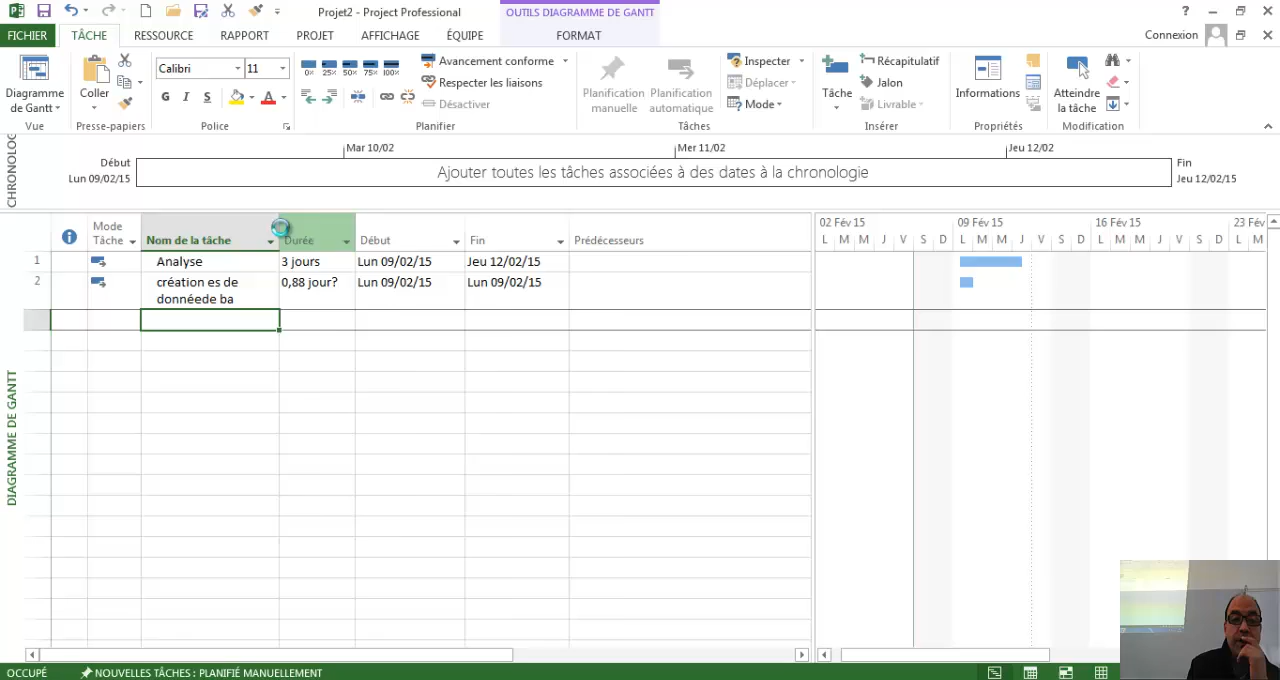 Projet2 - Project Professional
OUTILS DIAGRAMME DE GANTT
?
FICHIER TÂCHE RESSOURCE RAPPORT PROJET AFFICHAGE ÉQUIPE FORMAT Connexion
Diagramme de Gantt
Vue
Coller
Presse-papiers
Calibri 11
G I S A
Police
0% 25% 50% 75% 100%
Avancement conforme
Respecter les liaisons
Désactiver
Planifier
Planification manuelle
Planification automatique
Inspecter
Déplacer
Mode
Tâches
Tâche
Récapitulatif
Jalon
Livrable
Insérer
Informations
Propriétés
Atteindre la tâche
Modification
CHRONOLOG
Mar 10/02 Mer 11/02 Jeu 12/02
Début
Lun 09/02/15
Ajouter toutes les tâches associées à des dates à la chronologie
Fin
Jeu 12/02/15
Mode Tâche Nom de la tâche Durée Début Fin Prédécesseurs
02 Fév 15 09 Fév 15 16 Fév 15 23 Fév
L M M J V S D L M M J V S D L M M J V S D L M
1 Analyse 3 jours Lun 09/02/15 Jeu 12/02/15
2 création es de donnéede ba 0,88 jour? Lun 09/02/15 Lun 09/02/15
DIAGRAMME DE GANTT
OCCUPÉ NOUVELLES TÂCHES : PLANIFIÉ MANUELLEMENT